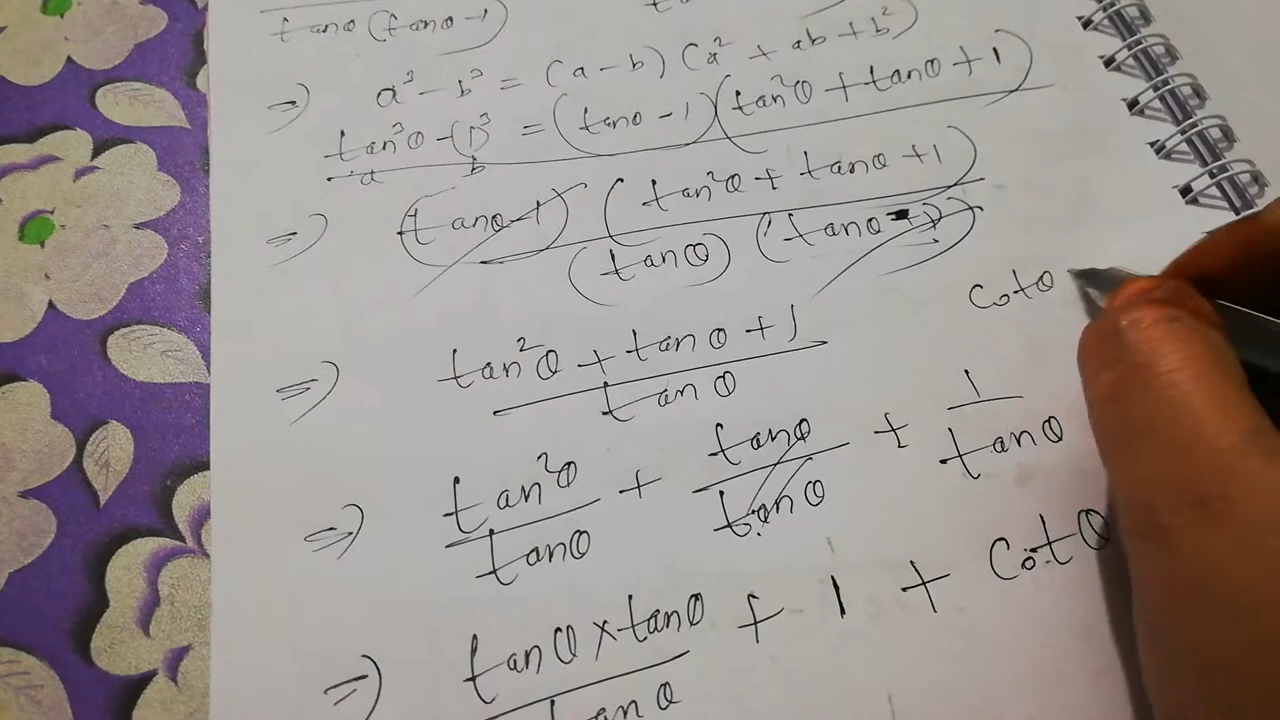 tanθ (tanθ-1)
=> a³ - b³ = (a - b) (a² + ab + b²)
tan³θ - (1)³ = (tanθ - 1) (tan²θ + tanθ + 1)
a b
=> (tanθ-1) (tan²θ + tanθ + 1)
(tanθ) (tanθ-1)
cotθ
=> tan²θ + tanθ + 1
tanθ
=> tan²θ + tanθ + 1
tanθ tanθ tanθ
=> tanθ x tanθ + 1 + cotθ
tanθ